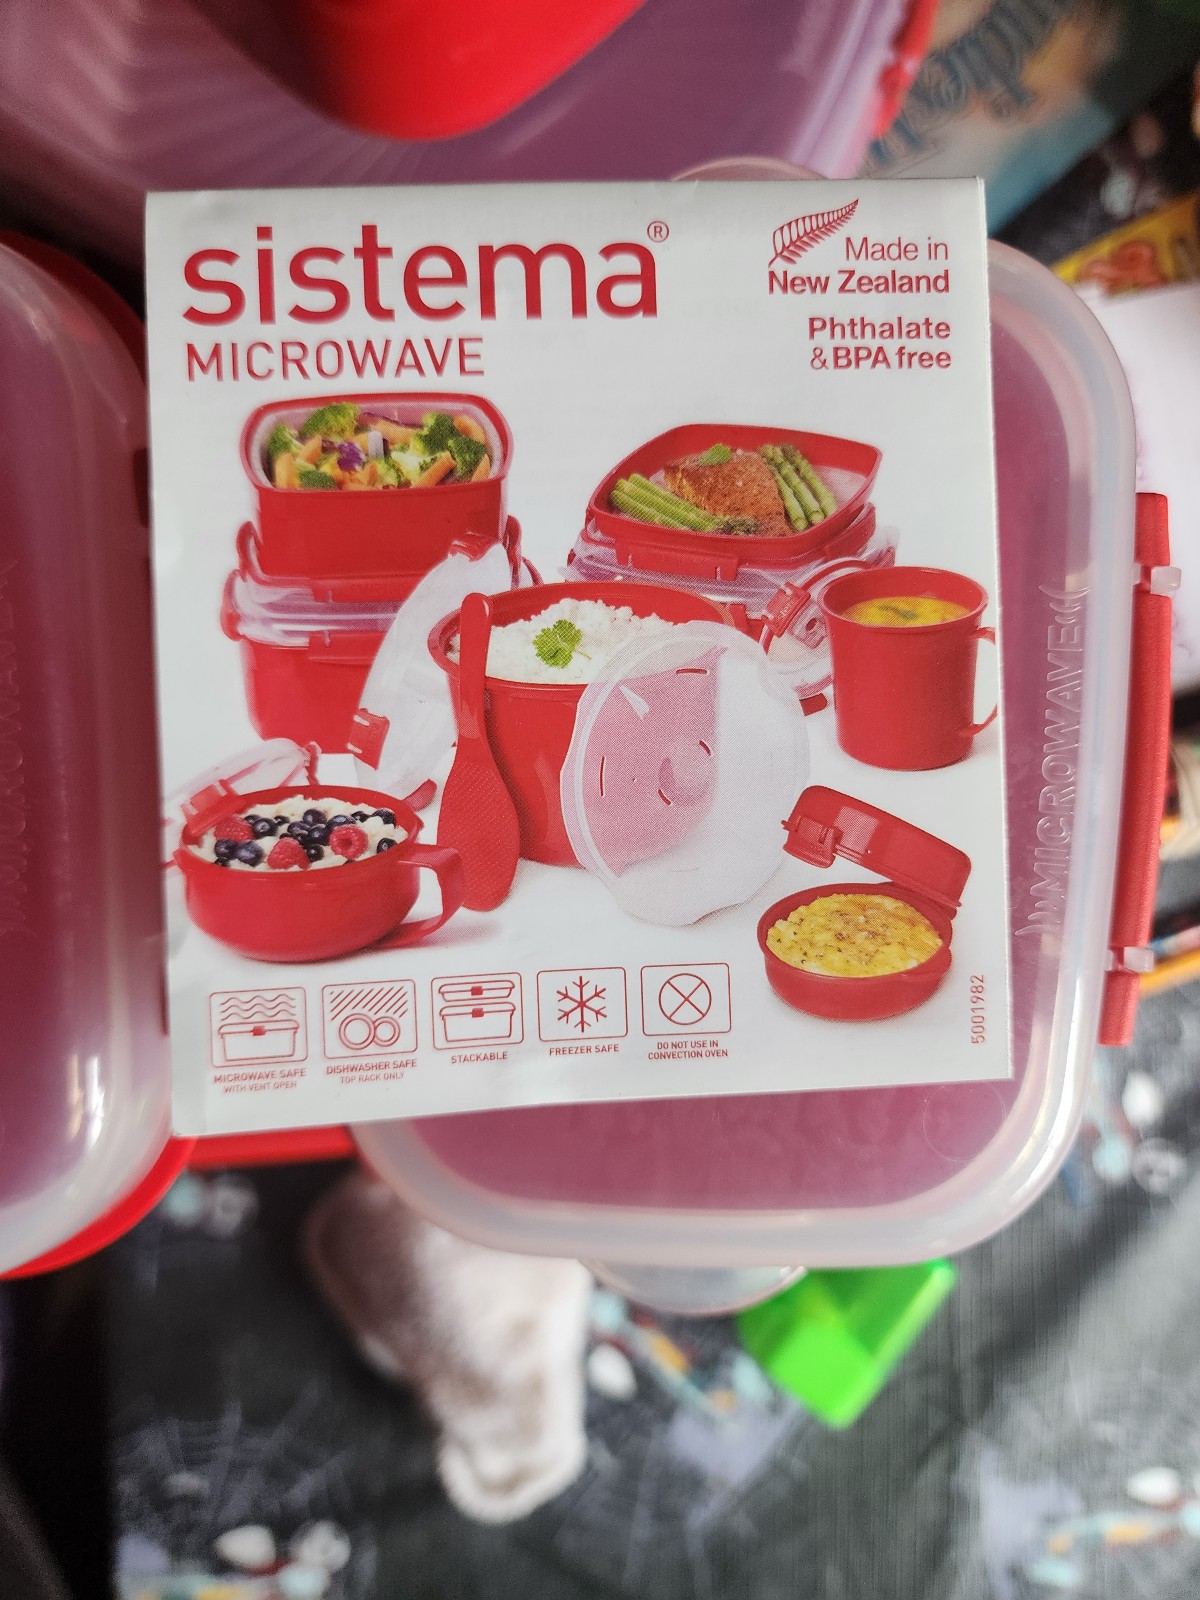 sistema®
MICROWAVE
Made in
New Zealand
Phthalate
& BPA free
MICROWAVE SAFE
WITH VENT OPEN
DISHWASHER SAFE
TOP RACK ONLY
STACKABLE
FREEZER SAFE
DO NOT USE IN
CONVECTION OVEN
5001982
MICROWAVE